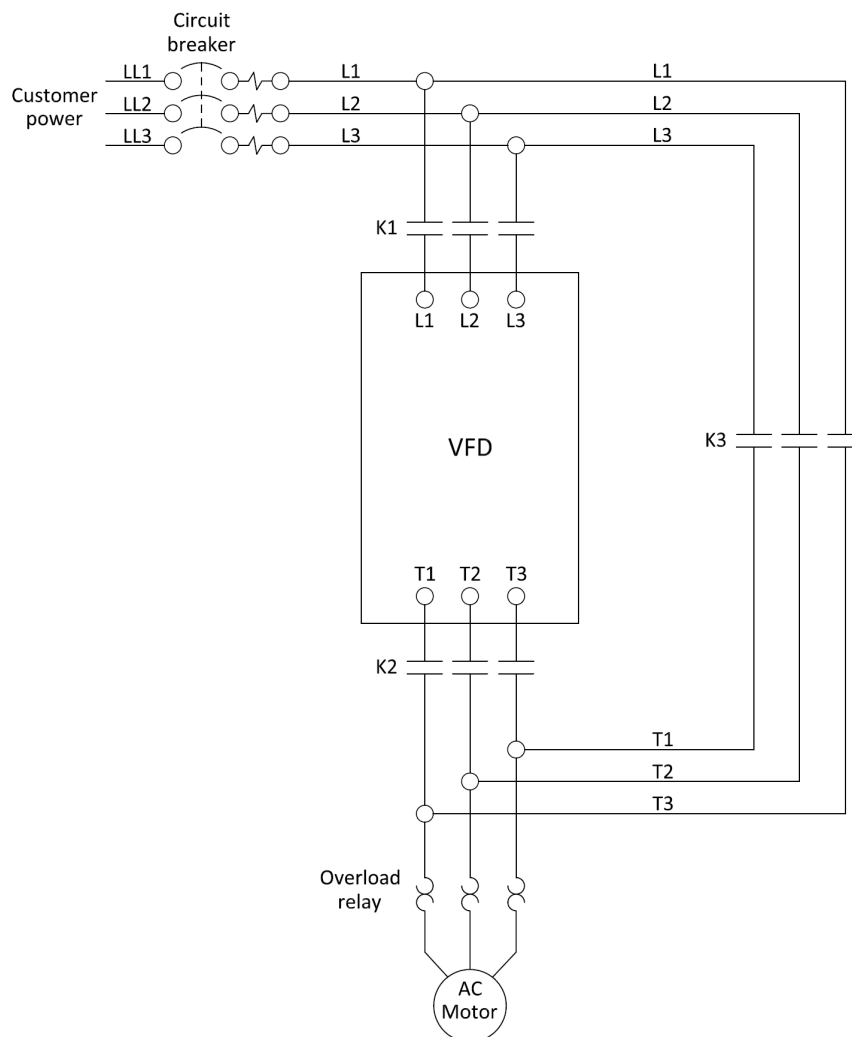 Circuit
breaker
Customer
power
LL1
L1
L1
LL2
L2
L2
LL3
L3
L3
K1
L1 L2 L3
VFD
K3
T1 T2 T3
K2
T1
T2
T3
Overload
relay
AC
Motor